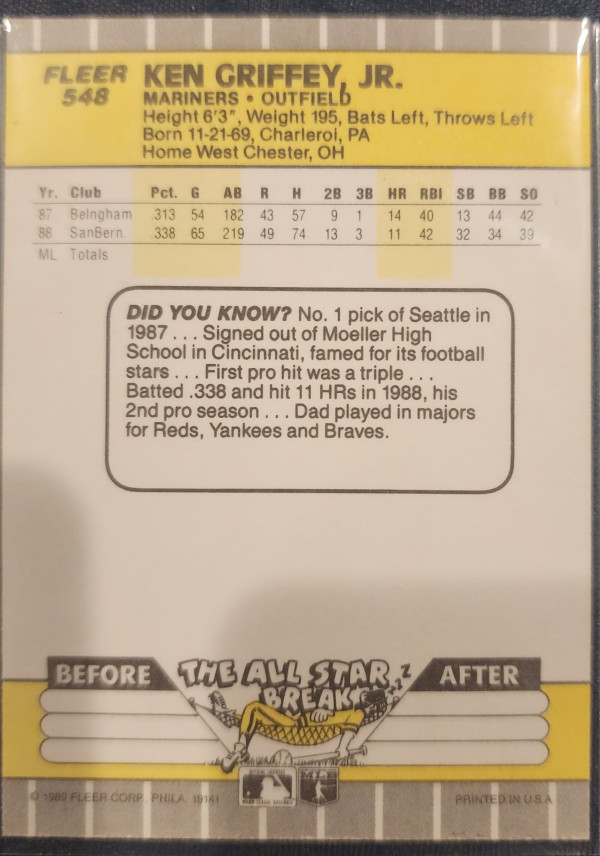 FLEER
548
KEN GRIFFEY, JR.
MARINERS • OUTFIELD
Height 6'3", Weight 195, Bats Left, Throws Left
Born 11-21-69, Charleroi, PA
Home West Chester, OH
Yr. Club Pct. G AB R H 2B 3B HR RBI SB BB SO
87 Belngham .313 54 182 43 57 9 1 14 40 13 44 42
88 SanBern. .338 65 219 49 74 13 3 11 42 32 34 39
ML Totals
DID YOU KNOW? No. 1 pick of Seattle in
1987 . . . Signed out of Moeller High
School in Cincinnati, famed for its football
stars . . . First pro hit was a triple . . .
Batted .338 and hit 11 HRs in 1988, his
2nd pro season . . . Dad played in majors
for Reds, Yankees and Braves.
BEFORE
THE ALL STAR
BREAK
ZZZ
AFTER
© 1989 FLEER CORP. PHILA. 19141
PRINTED IN U.S.A.